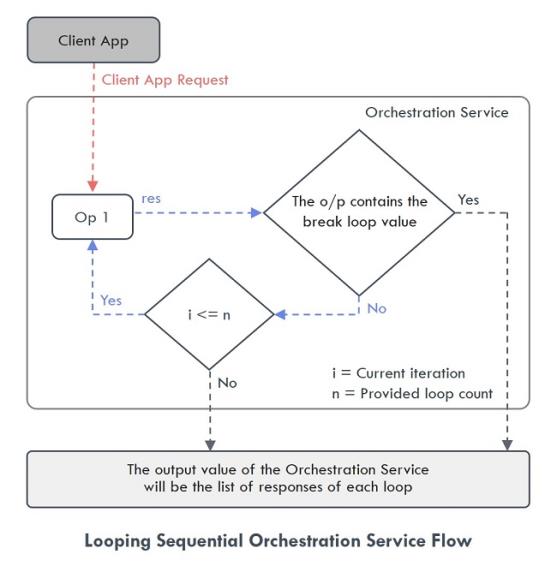 Client App
Client App Request
Orchestration Service
Op 1
res
The o/p contains the
break loop value
Yes
Yes
i <= n
No
No
i = Current iteration
n = Provided loop count
The output value of the Orchestration Service
will be the list of responses of each loop
Looping Sequential Orchestration Service Flow